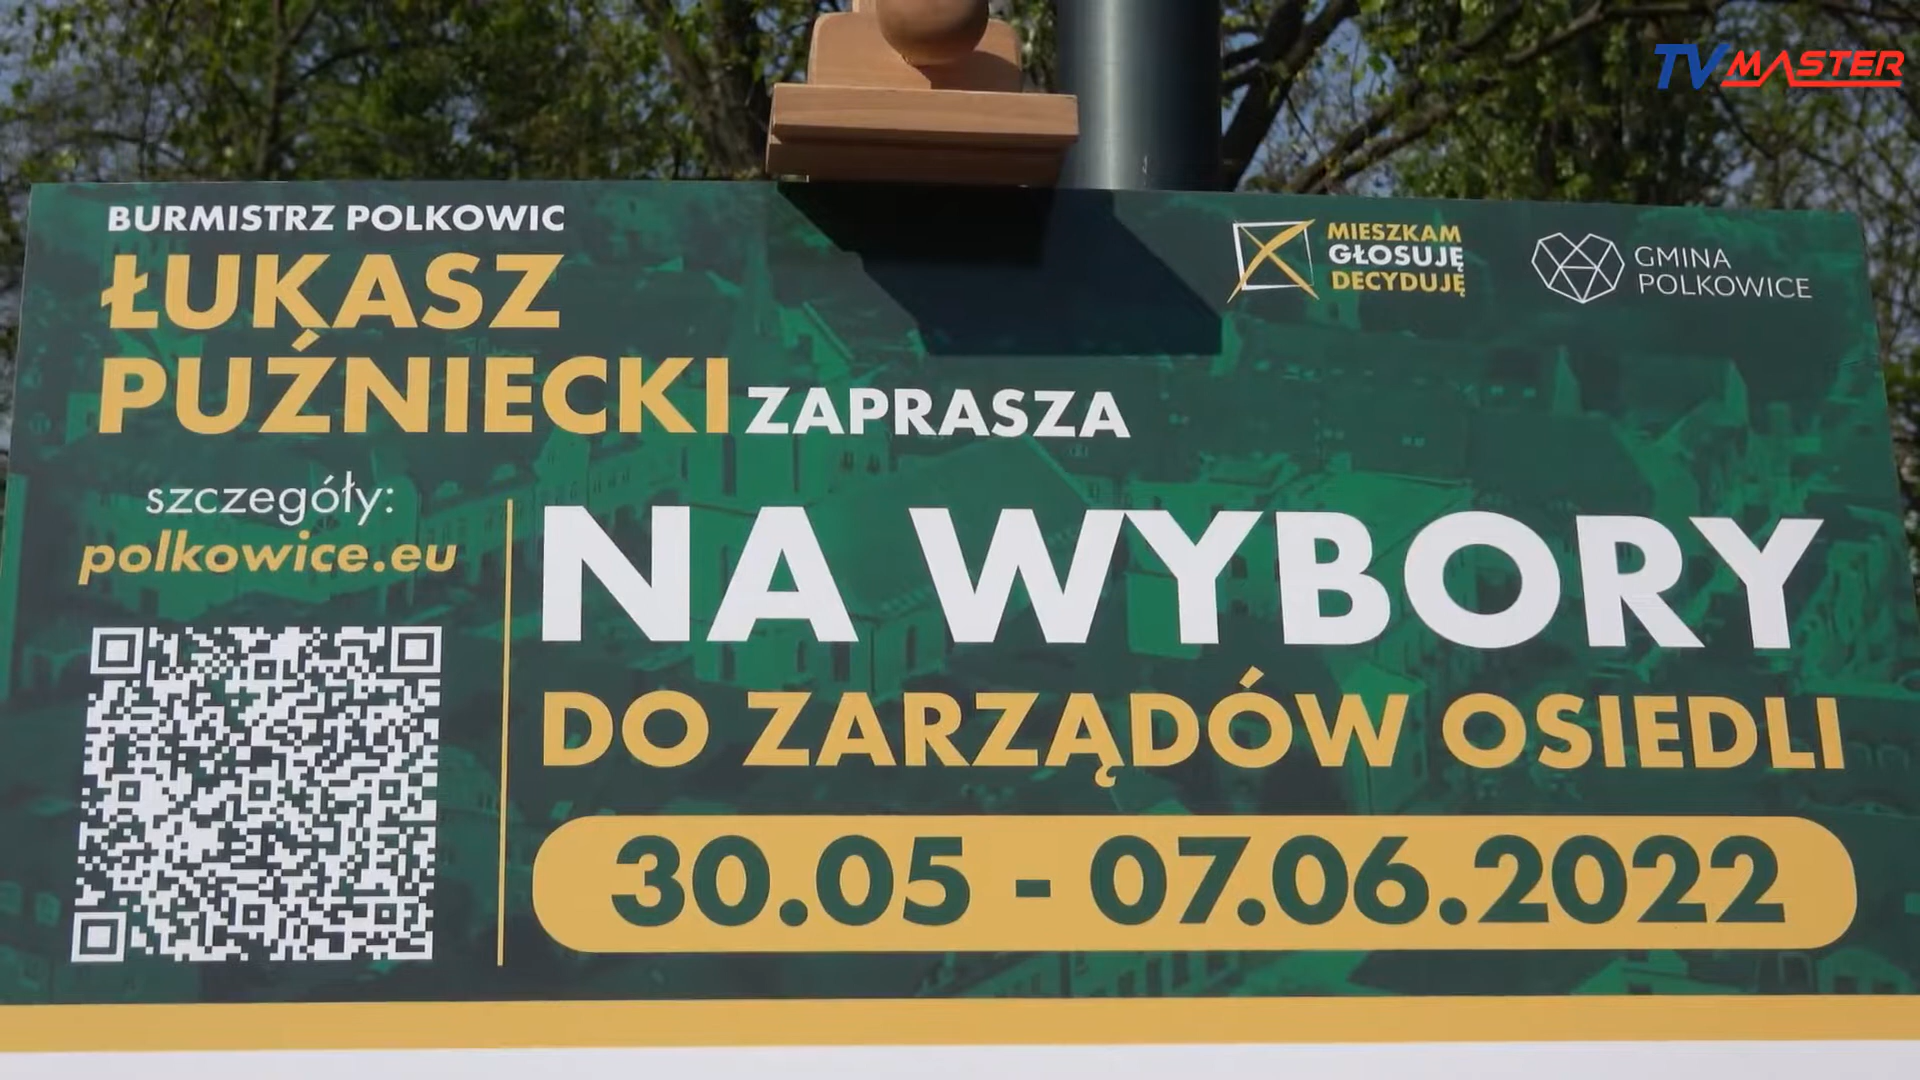 TV MASTER
BURMISTRZ POLKOWIC
ŁUKASZ
PUŹNIECKI ZAPRASZA
MIESZKAM
GŁOSUJĘ
DECYDUJĘ
GMINA
POLKOWICE
szczegóły:
polkowice.eu
NA WYBORY
DO ZARZĄDÓW OSIEDLI
30.05 - 07.06.2022